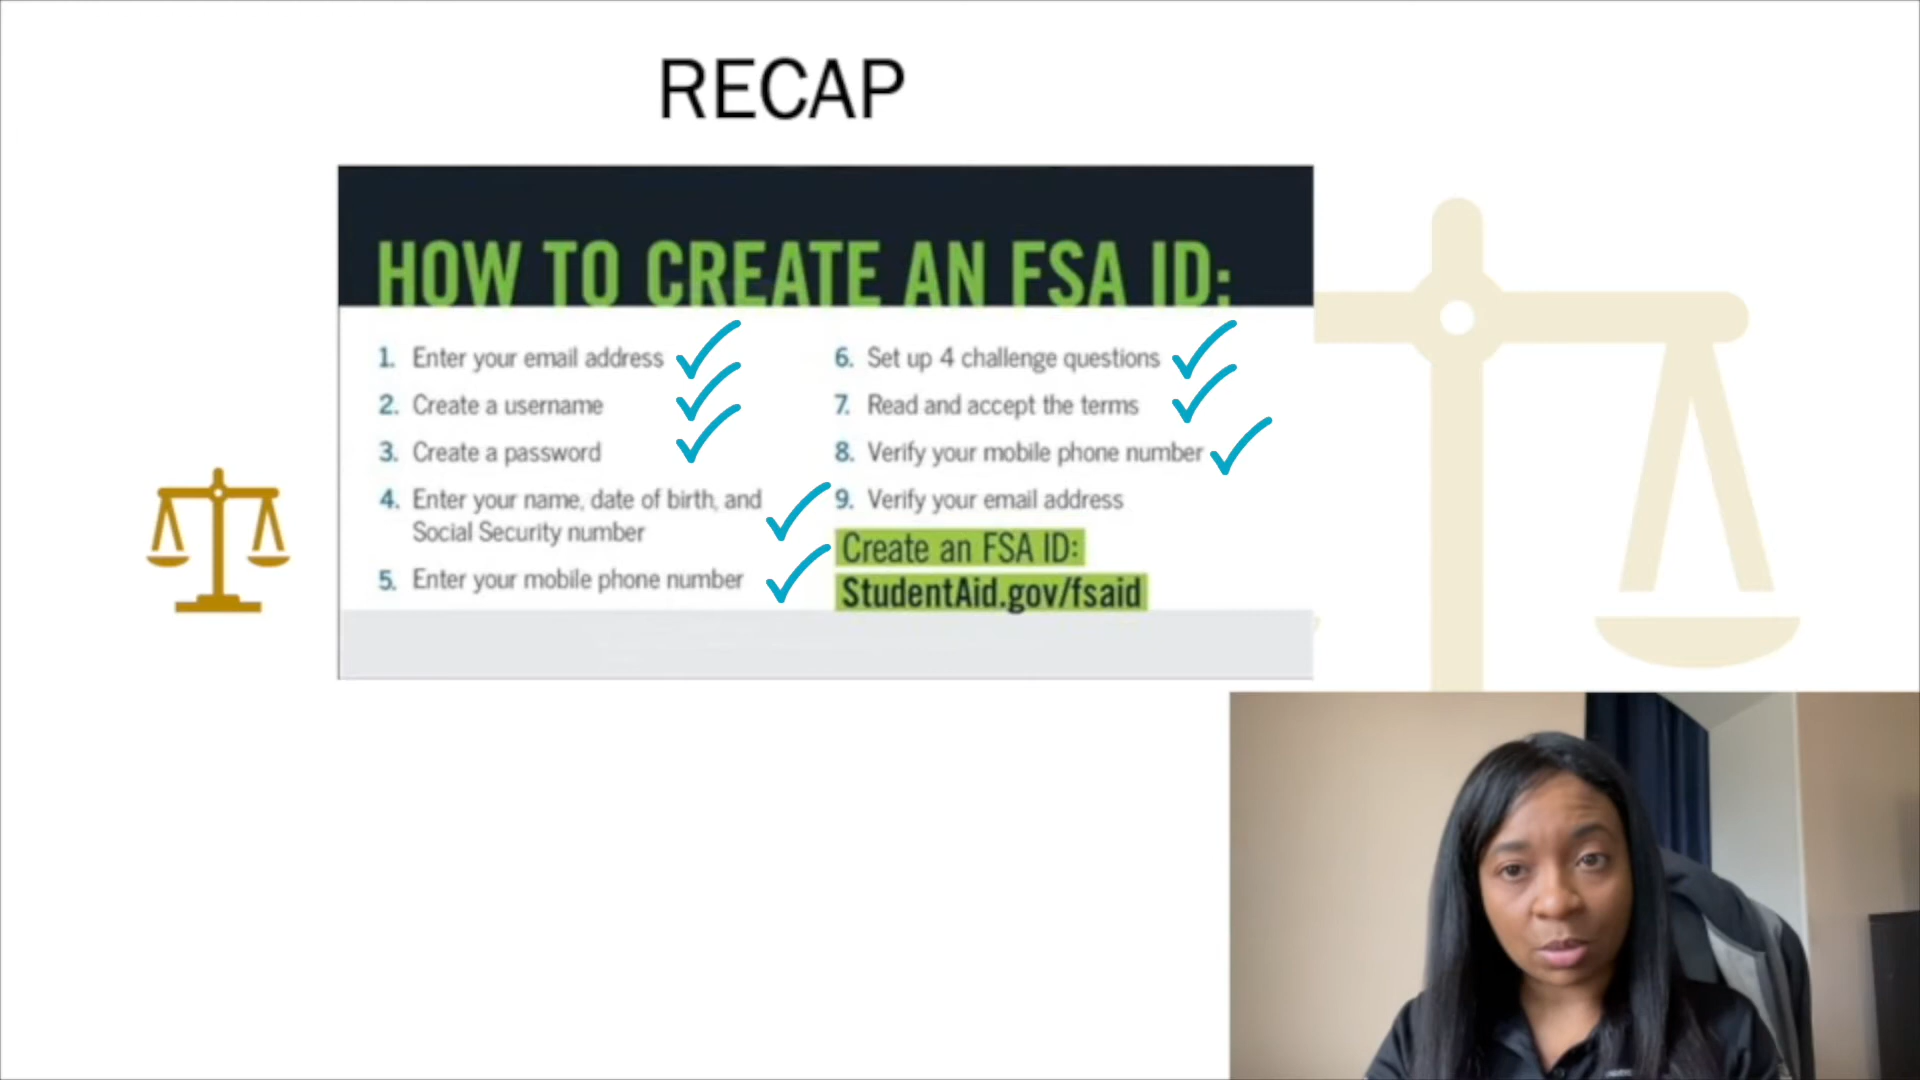 RECAP
HOW TO CREATE AN FSA ID:
1. Enter your email address
2. Create a username
3. Create a password
4. Enter your name, date of birth, and
Social Security number
5. Enter your mobile phone number
6. Set up 4 challenge questions
7. Read and accept the terms
8. Verify your mobile phone number
9. Verify your email address
Create an FSA ID:
StudentAid.gov/fsaid